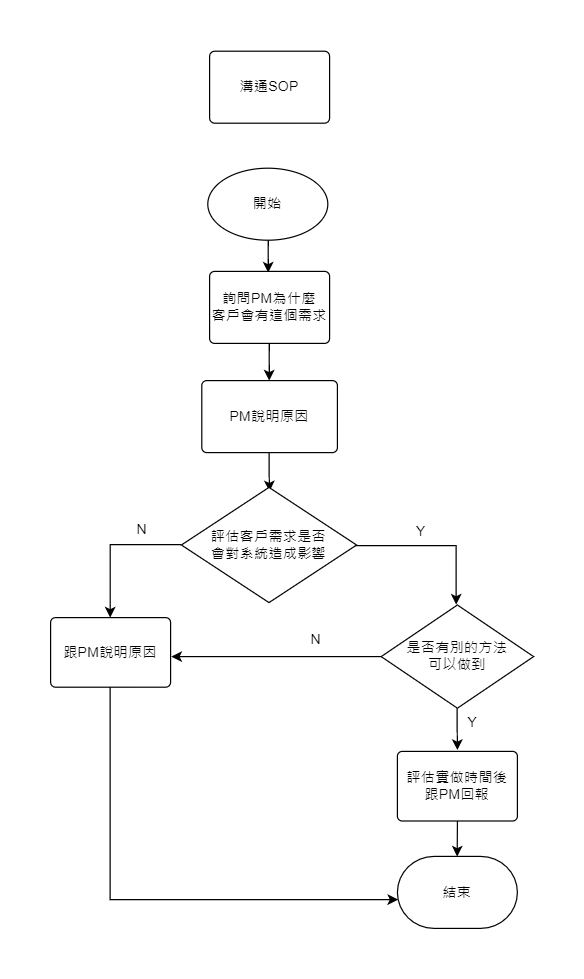 溝通SOP
開始
詢問PM為什麼
客戶會有這個需求
PM說明原因
評估客戶需求是否
會對系統造成影響
N
Y
跟PM說明原因
N
是否有別的方法
可以做到
Y
評估實做時間後
跟PM回報
結束